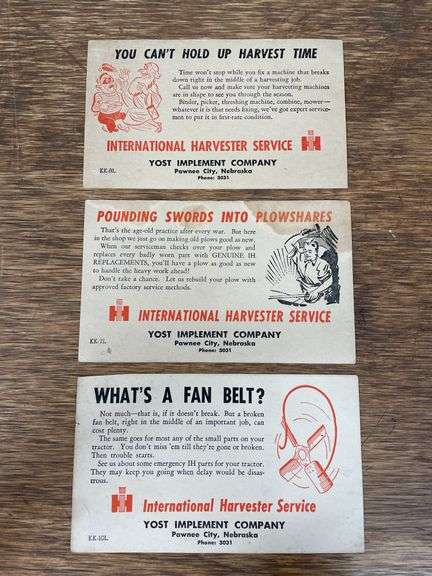 YOU CAN'T HOLD UP HARVEST TIME
Time won't stop while you fix a machine that breaks
down right in the middle of a harvesting job.
Call us now and make sure your harvesting machines
are in shape to see you through the season.
Binder, picker, threshing machine, combine, mower—
whatever it is that needs fixing, we've got expert service-
men to put it in first-rate condition.
INTERNATIONAL HARVESTER SERVICE IH
YOST IMPLEMENT COMPANY
Pawnee City, Nebraska
KK-8L
Phone: 3031
POUNDING SWORDS INTO PLOWSHARES
That's the age-old practice after every war. But here
in the shop we just go on making old plows good as new.
When our serviceman checks over your plow and
replaces every badly worn part with GENUINE IH
REPLACEMENTS, you'll have a plow as good as new
to handle the heavy work ahead!
Don't take a chance. Let us rebuild your plow with
approved factory service methods.
IH INTERNATIONAL HARVESTER SERVICE
YOST IMPLEMENT COMPANY
Pawnee City, Nebraska
Phone: 3031
WHAT'S A FAN BELT?
Not much—that is, if it doesn't break. But a broken
fan belt, right in the middle of an important job, can
cost plenty.
The same goes for most any of the small parts on your
tractor. You don't miss 'em till they're gone or broken.
Then trouble starts.
See us about some emergency IH parts for your tractor.
They may keep you going when delay would be disas-
trous.
IH International Harvester Service
YOST IMPLEMENT COMPANY
Pawnee City, Nebraska
KK-10L
Phone: 3031